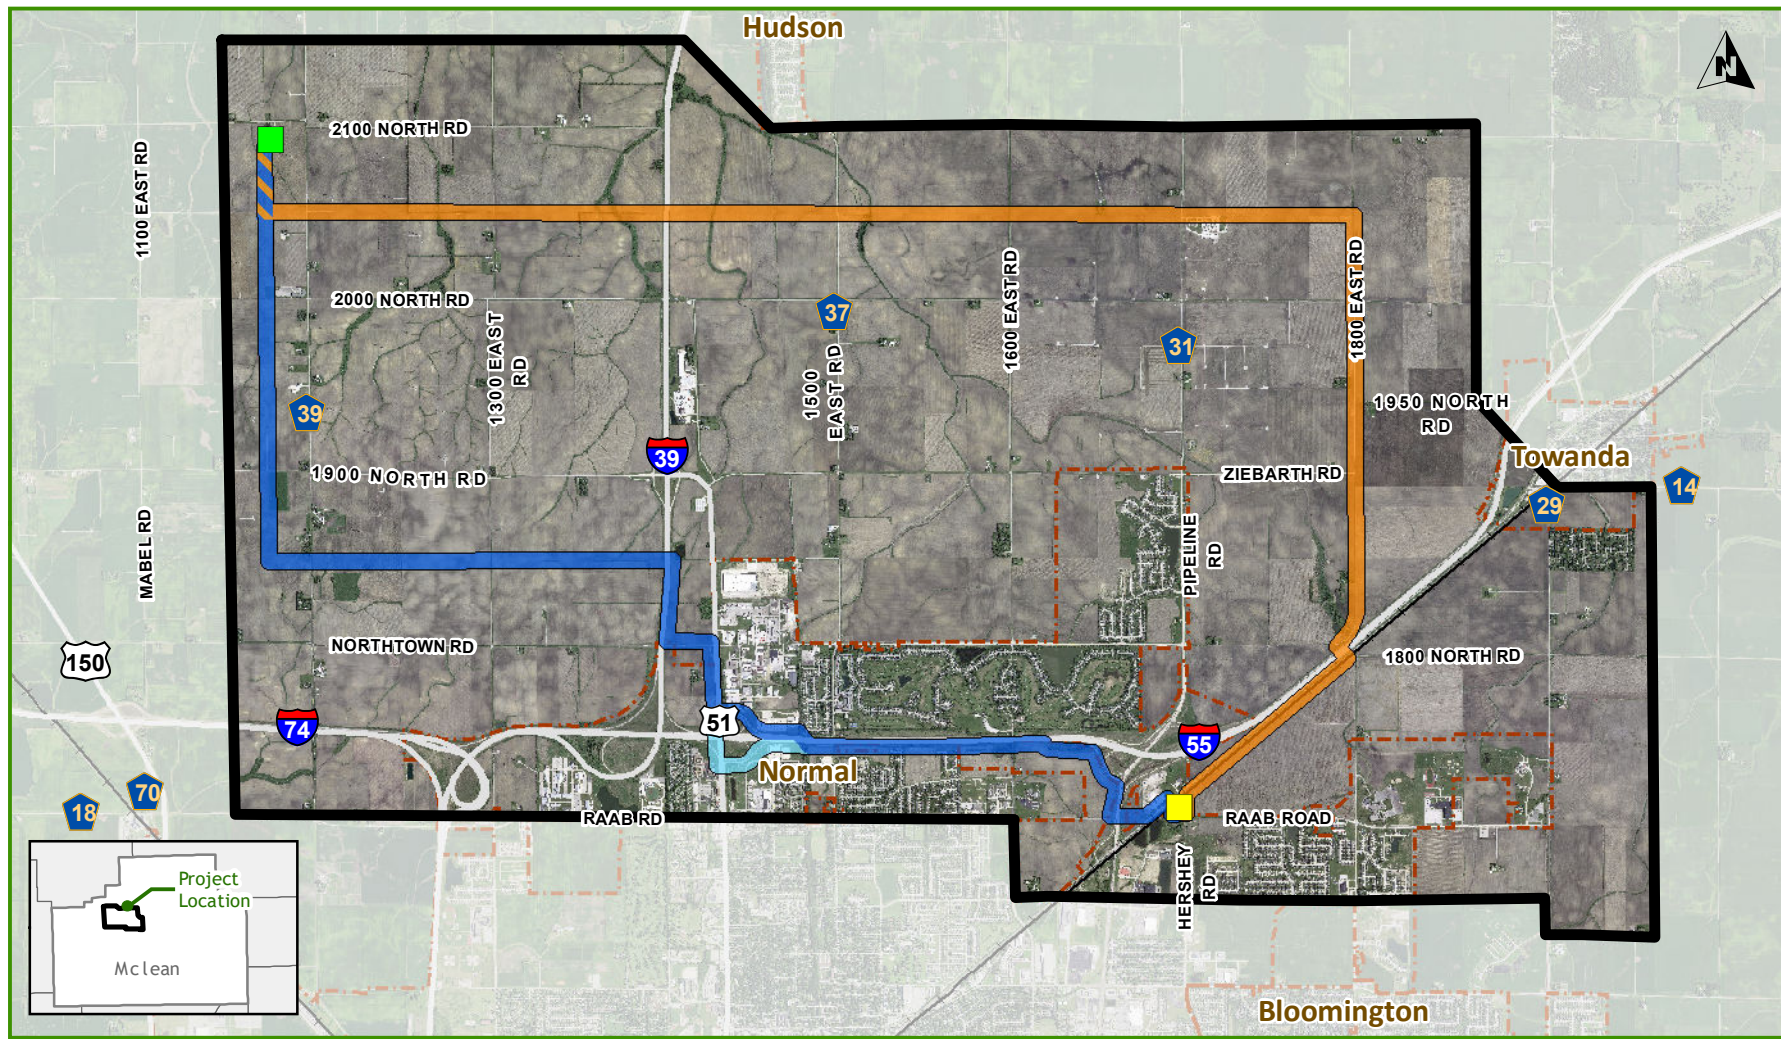 Hudson
N
2100 NORTH RD
1100 EAST RD
2000 NORTH RD
1300 EAST
RD
37
1500
EAST RD
1600 EAST RD
31
1800 EAST RD
39
1950 NORTH
RD
39
1900 NORTH RD
ZIEBARTH RD
Towanda
14
29
MABEL RD
PIPELINE
RD
NORTHTOWN RD
1800 NORTH RD
150
74
51
55
Normal
70
18
RAAB RD
RAAB ROAD
HERSHEY
RD
Project
Location
Mclean
Bloomington